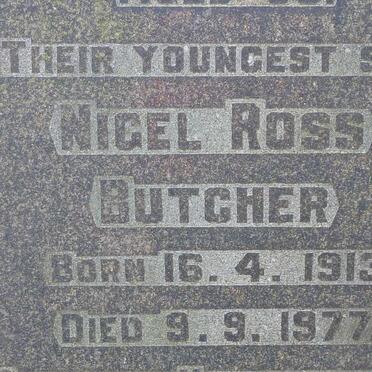 THEIR YOUNGEST S
NIGEL ROSS
BUTCHER
BORN 16.4.1913
DIED 9.9.1977